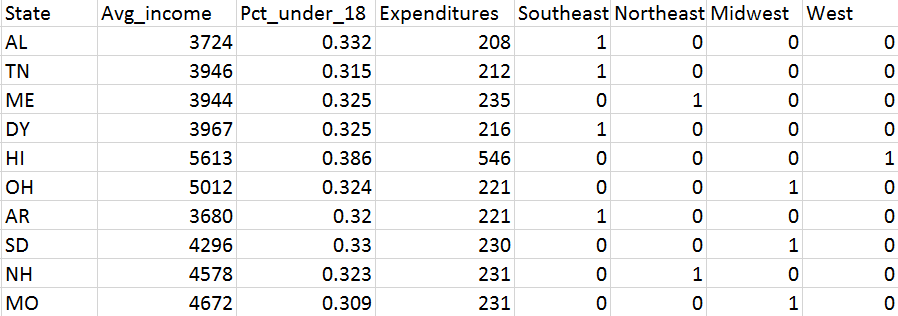 State Avg_income Pct_under_18 Expenditures Southeast Northeast Midwest West
AL 3724 0.332 208 1 0 0 0
TN 3946 0.315 212 1 0 0 0
ME 3944 0.325 235 0 1 0 0
DY 3967 0.325 216 1 0 0 0
HI 5613 0.386 546 0 0 0 1
OH 5012 0.324 221 0 0 1 0
AR 3680 0.32 221 1 0 0 0
SD 4296 0.33 230 0 0 1 0
NH 4578 0.323 231 0 1 0 0
MO 4672 0.309 231 0 0 1 0